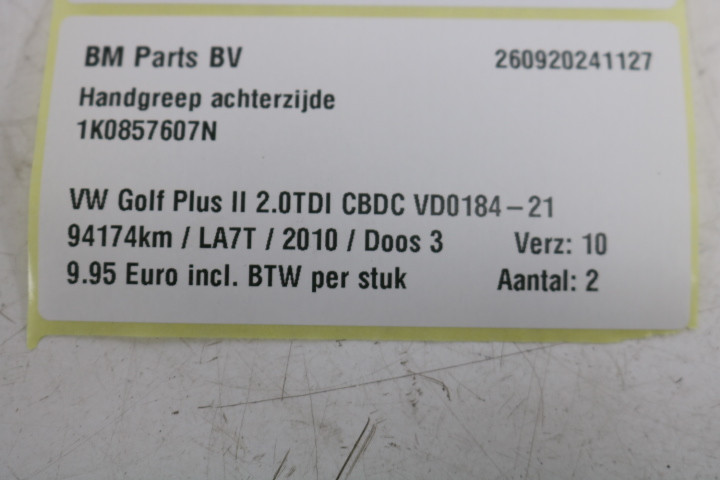 BM Parts BV 260920241127
Handgreep achterzijde
1K0857607N
VW Golf Plus II 2.0TDI CBDC VD0184-21
94174km / LA7T / 2010 / Doos 3 Verz: 10
9.95 Euro incl. BTW per stuk Aantal: 2